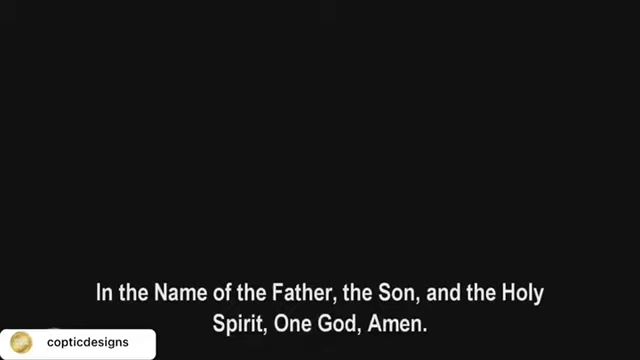 In the Name of the Father, the Son, and the Holy
Spirit, One God, Amen.
copticdesigns